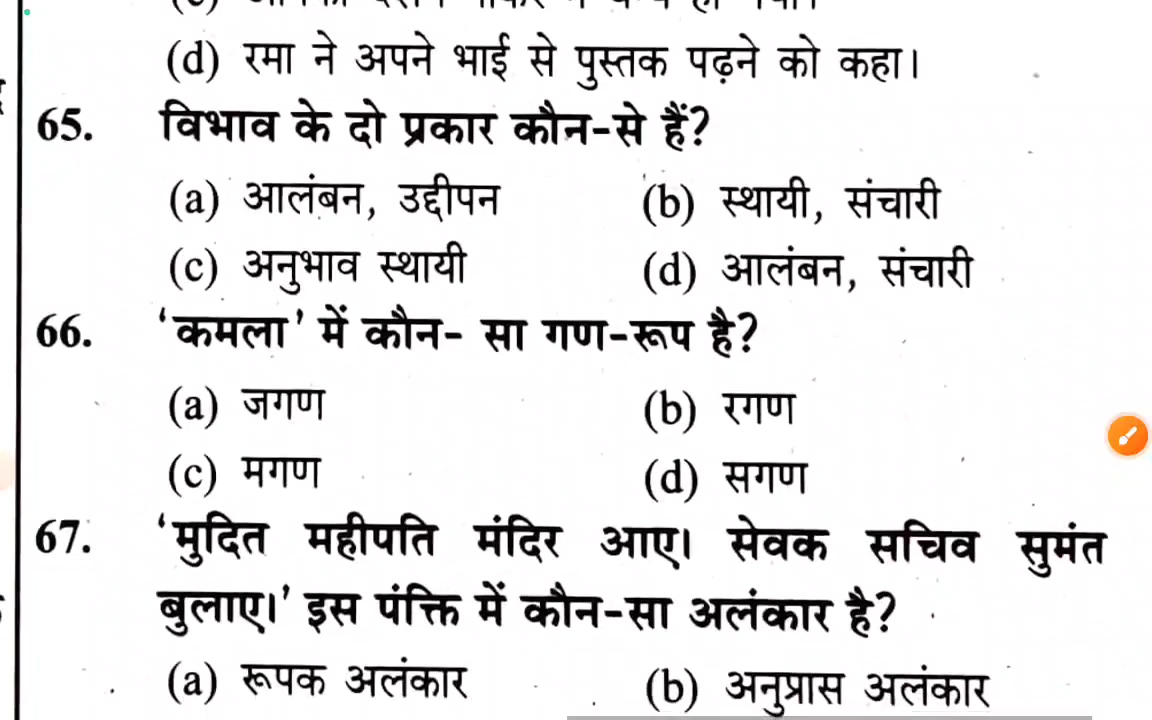 (d) रमा ने अपने भाई से पुस्तक पढ़ने को कहा।
65. विभाव के दो प्रकार कौन-से हैं?
(a) आलंबन, उद्दीपन (b) स्थायी, संचारी
(c) अनुभाव स्थायी (d) आलंबन, संचारी
66. 'कमला' में कौन- सा गण-रूप है?
(a) जगण (b) रगण
(c) मगण (d) सगण
67. 'मुदित महीपति मंदिर आए। सेवक सचिव सुमंत
बुलाए।' इस पंक्ति में कौन-सा अलंकार है?
(a) रूपक अलंकार (b) अनुप्रास अलंकार